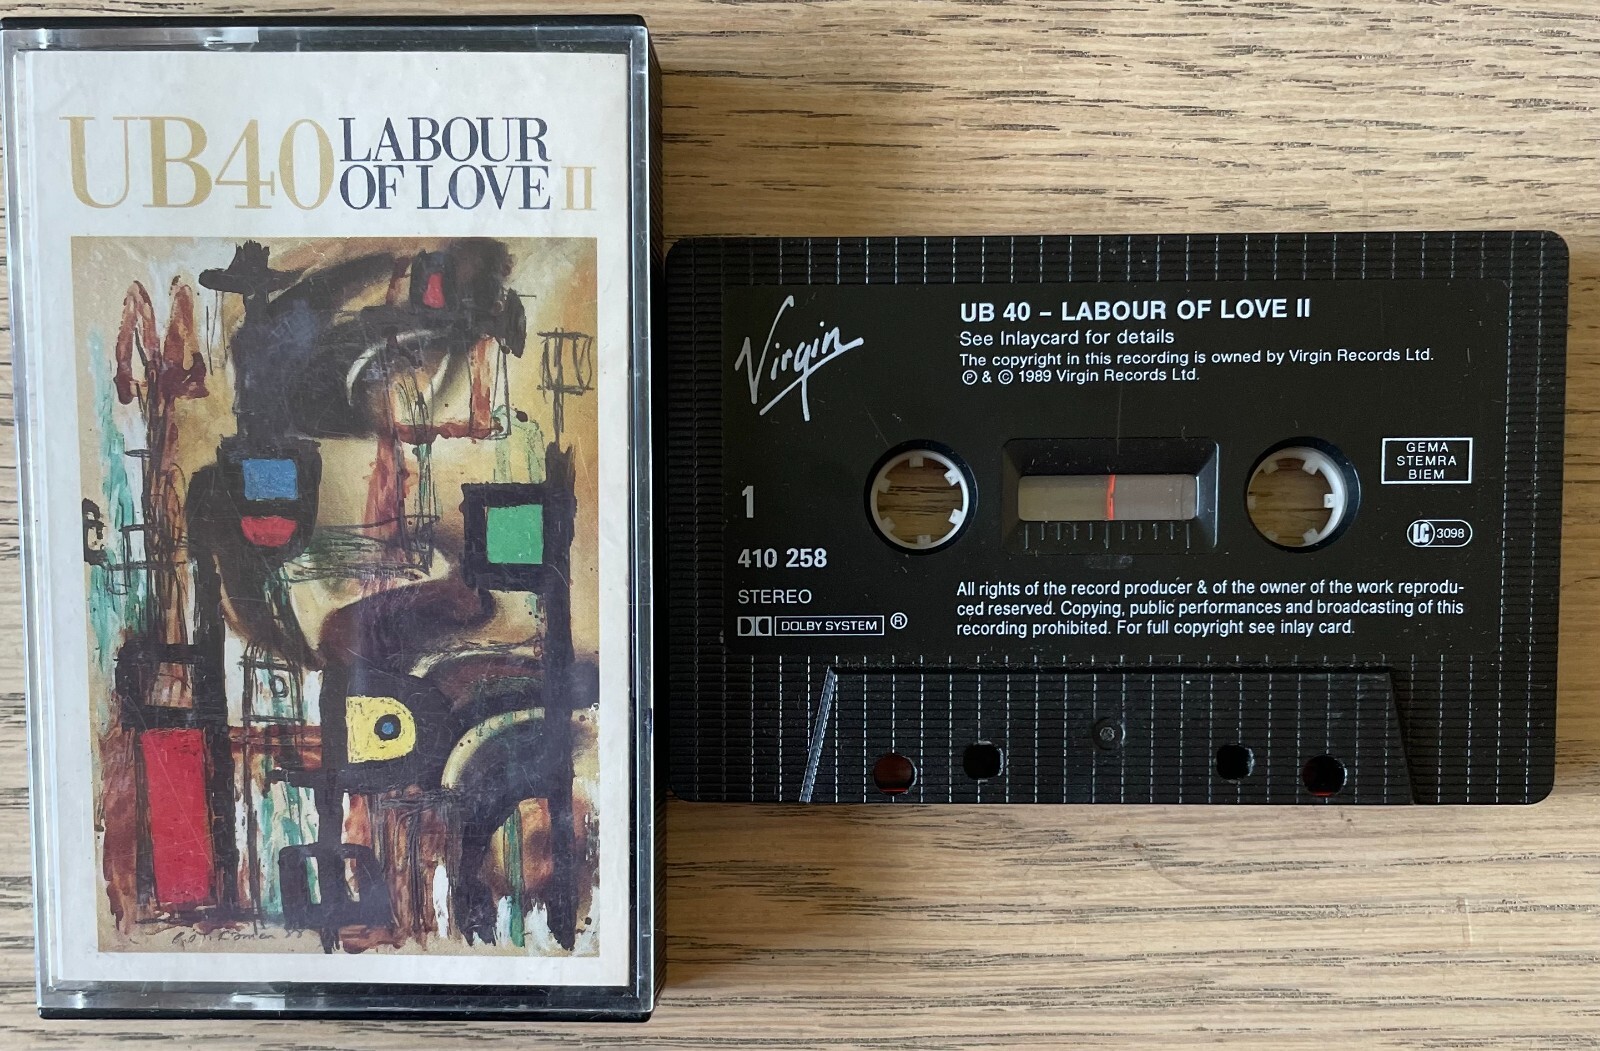 UB40 LABOUR
OF LOVE II
Virgin
UB 40 – LABOUR OF LOVE II
See Inlaycard for details
The copyright in this recording is owned by Virgin Records Ltd.
Ⓟ & © 1989 Virgin Records Ltd.
GEMA
STEMRA
BIEM
1
LC 3098
410 258
STEREO
DOLBY SYSTEM ®
All rights of the record producer & of the owner of the work reprodu-
ced reserved. Copying, public performances and broadcasting of this
recording prohibited. For full copyright see inlay card.